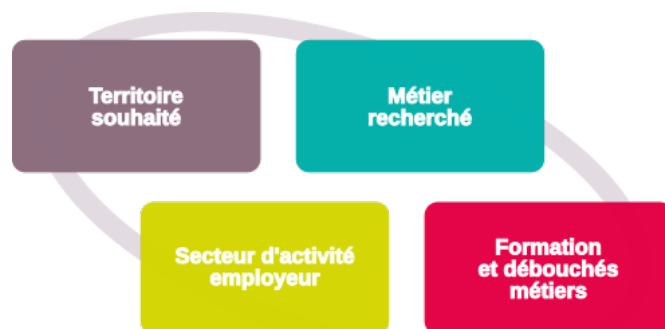 Territoire
souhaité
Métier
recherché
Secteur d'activité
employeur
Formation
et débouchés
métiers